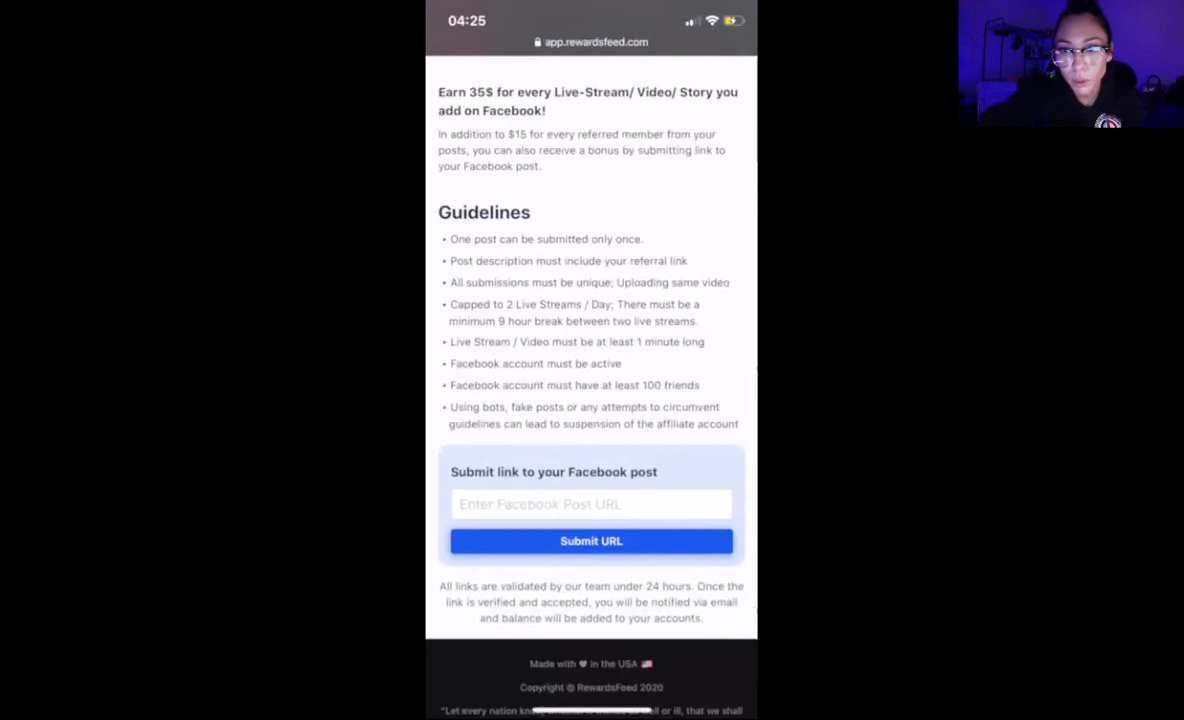 04:25
app.rewardsfeed.com
Earn 35$ for every Live-Stream/ Video/ Story you
add on Facebook!
In addition to $15 for every referred member from your
posts, you can also receive a bonus by submitting link to
your Facebook post.
Guidelines
• One post can be submitted only once.
• Post description must include your referral link
• All submissions must be unique; Uploading same video
• Capped to 2 Live Streams / Day; There must be a
minimum 9 hour break between two live streams.
• Live Stream / Video must be at least 1 minute long
• Facebook account must be active
• Facebook account must have at least 100 friends
• Using bots, fake posts or any attempts to circumvent
guidelines can lead to suspension of the affiliate account
Submit link to your Facebook post
Enter Facebook Post URL
Submit URL
All links are validated by our team under 24 hours. Once the
link is verified and accepted, you will be notified via email
and balance will be added to your accounts.
Made with ♥ in the USA 🇺🇸
Copyright © RewardsFeed 2020
"Let every nation or ill, that we shall